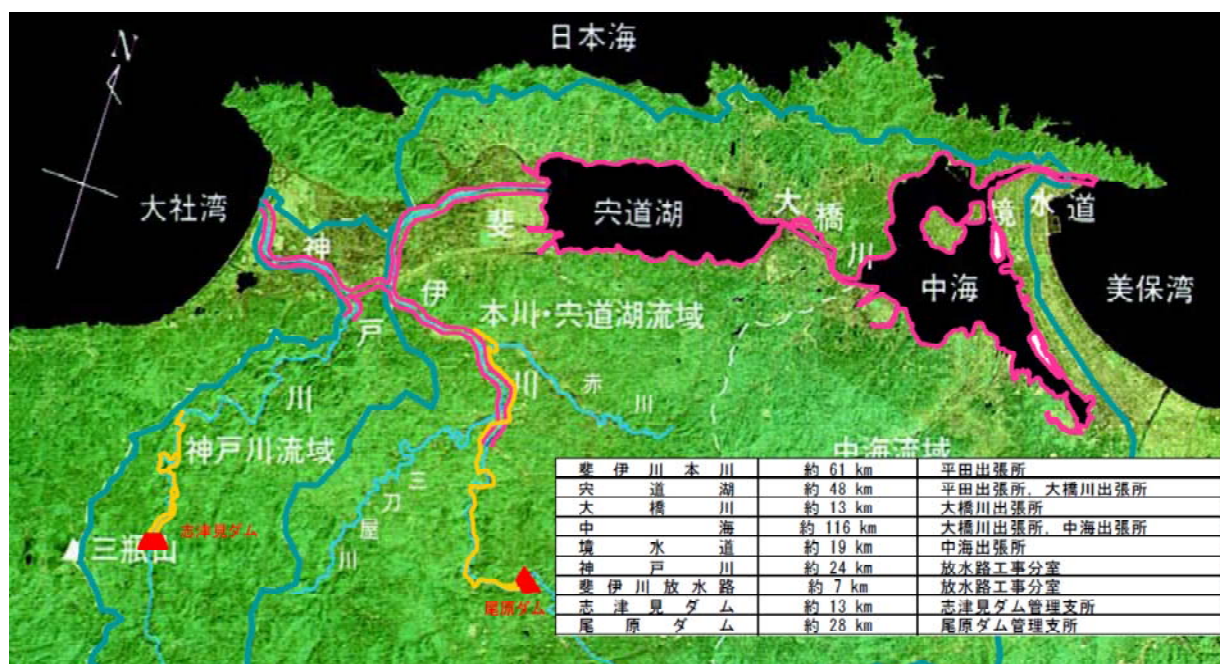 日本海
N
大社湾
宍道湖
大橋川
境水道
中海
美保湾
斐伊川
神戸川
本川・宍道湖流域
赤川
神戸川流域
中海流域
三刀屋川
志津見ダム
三瓶山
尾原ダム
斐伊川本川 約 61 km 平田出張所
宍道湖 約 48 km 平田出張所, 大橋川出張所
大橋川 約 13 km 大橋川出張所
中海 約 116 km 大橋川出張所, 中海出張所
境水道 約 19 km 中海出張所
神戸川 約 24 km 放水路工事分室
斐伊川放水路 約 7 km 放水路工事分室
志津見ダム 約 13 km 志津見ダム管理支所
尾原ダム 約 28 km 尾原ダム管理支所